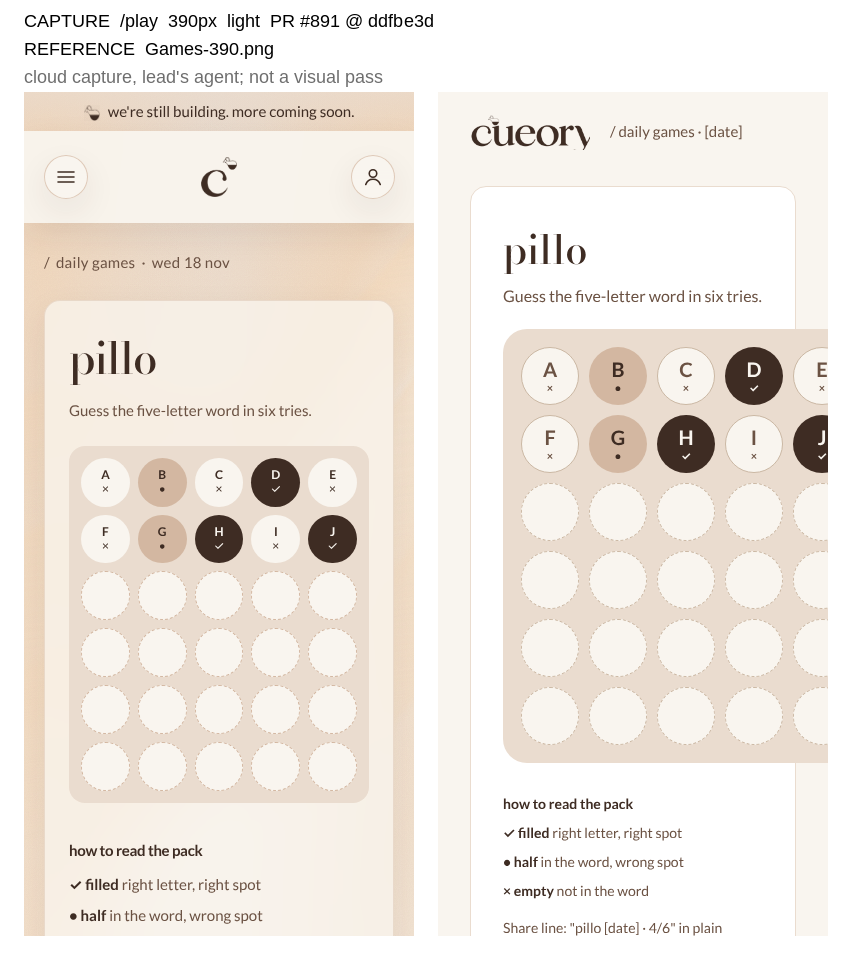 CAPTURE /play 390px light PR #891 @ ddfbe3d
REFERENCE Games-390.png
cloud capture, lead's agent; not a visual pass
we're still building. more coming soon.
c
/ daily games · wed 18 nov
pillo
Guess the five-letter word in six tries.
A B C D E
× • × ✓ ×
F G H I J
× • ✓ × ✓
how to read the pack
✓ filled right letter, right spot
• half in the word, wrong spot
cueory / daily games · [date]
pillo
Guess the five-letter word in six tries.
A B C D E
× • × ✓ ×
F G H I J
× • ✓ × ✓
how to read the pack
✓ filled right letter, right spot
• half in the word, wrong spot
× empty not in the word
Share line: "pillo [date] · 4/6" in plain